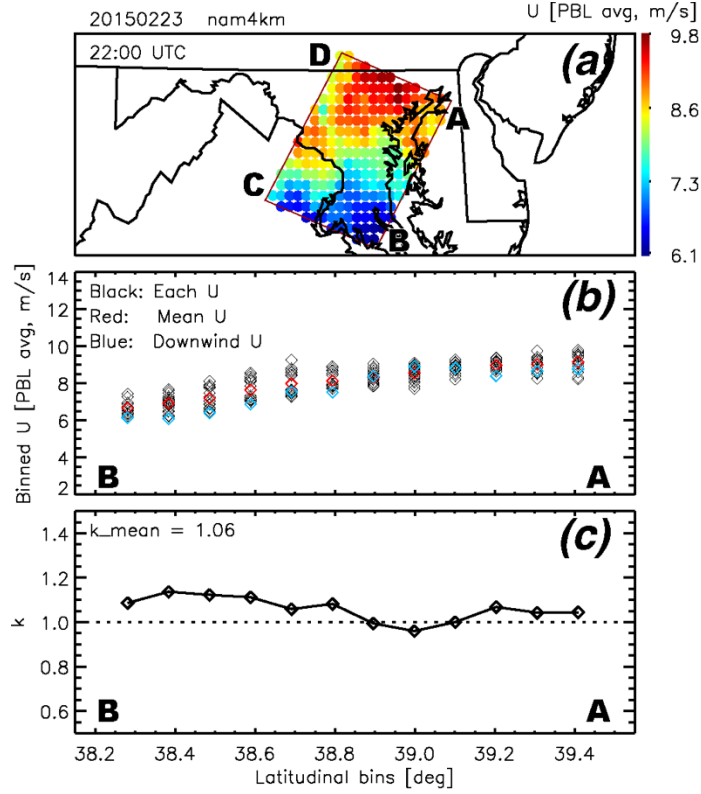 20150223 nam4km
U [PBL avg, m/s]
22:00 UTC
D
(a)
A
C
B
9.8
8.6
7.3
6.1
Binned U [PBL avg, m/s]
14
12
10
8
6
4
2
Black: Each U
Red: Mean U
Blue: Downwind U
(b)
B
A
k
1.4
1.2
1.0
0.8
0.6
k_mean = 1.06
(c)
B
A
38.2 38.4 38.6 38.8 39.0 39.2 39.4
Latitudinal bins [deg]